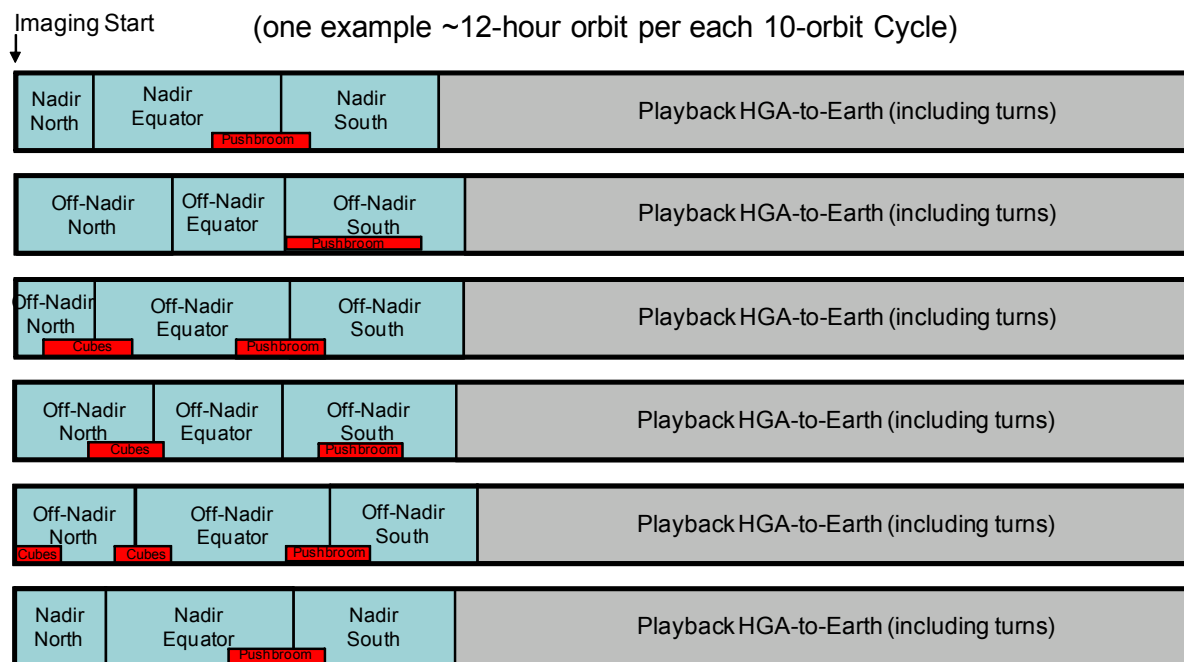 Imaging Start
(one example ~12-hour orbit per each 10-orbit Cycle)
Nadir
North
Nadir
Equator
Nadir
South
Pushbroom
Playback HGA-to-Earth (including turns)
Off-Nadir
North
Off-Nadir
Equator
Off-Nadir
South
Pushbroom
Playback HGA-to-Earth (including turns)
Off-Nadir
North
Off-Nadir
Equator
Off-Nadir
South
Cubes
Pushbroom
Playback HGA-to-Earth (including turns)
Off-Nadir
North
Off-Nadir
Equator
Off-Nadir
South
Cubes
Pushbroom
Playback HGA-to-Earth (including turns)
Off-Nadir
North
Off-Nadir
Equator
Off-Nadir
South
Cubes
Cubes
Pushbroom
Playback HGA-to-Earth (including turns)
Nadir
North
Nadir
Equator
Nadir
South
Pushbroom
Playback HGA-to-Earth (including turns)